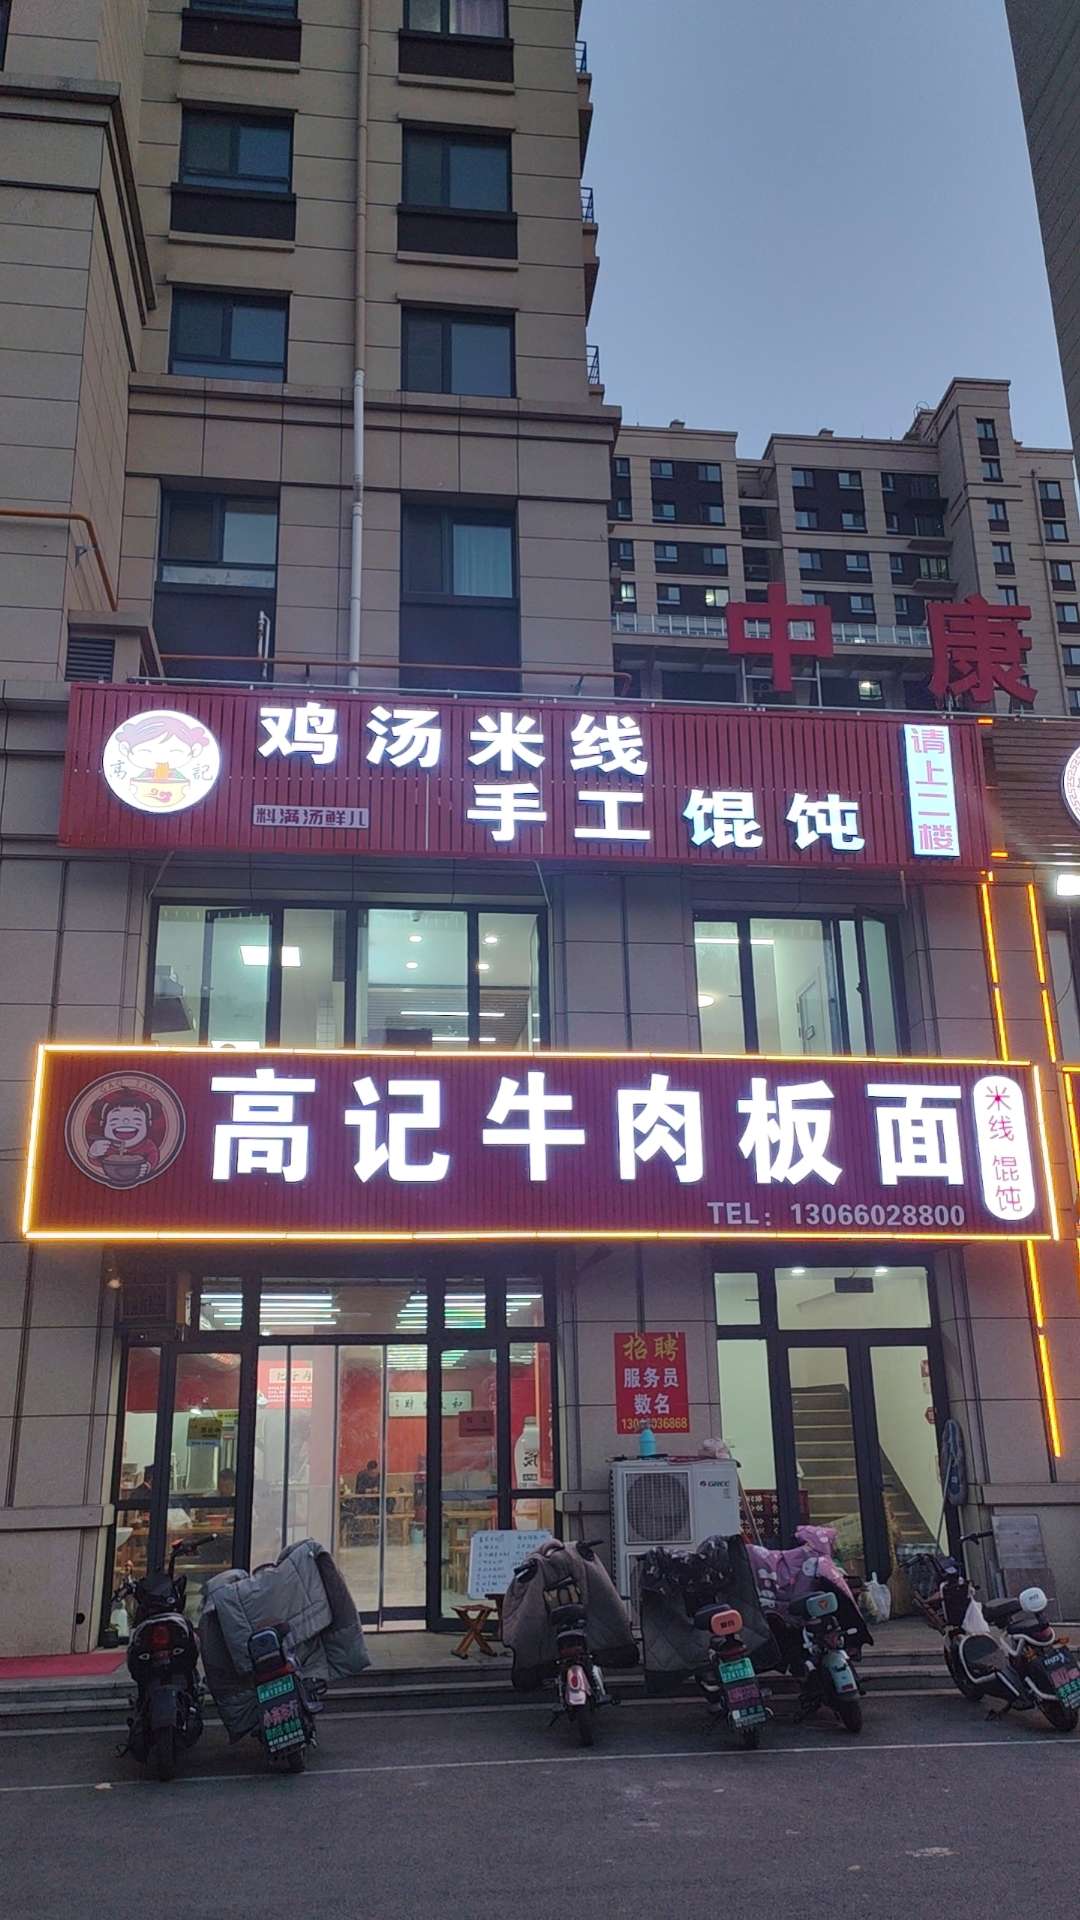 中康
高記
鸡汤米线
料满汤鲜儿
手工馄饨
请上二楼
高记牛肉板面
米线 馄饨
TEL：13066028800
招聘
服务员
数名
GREE